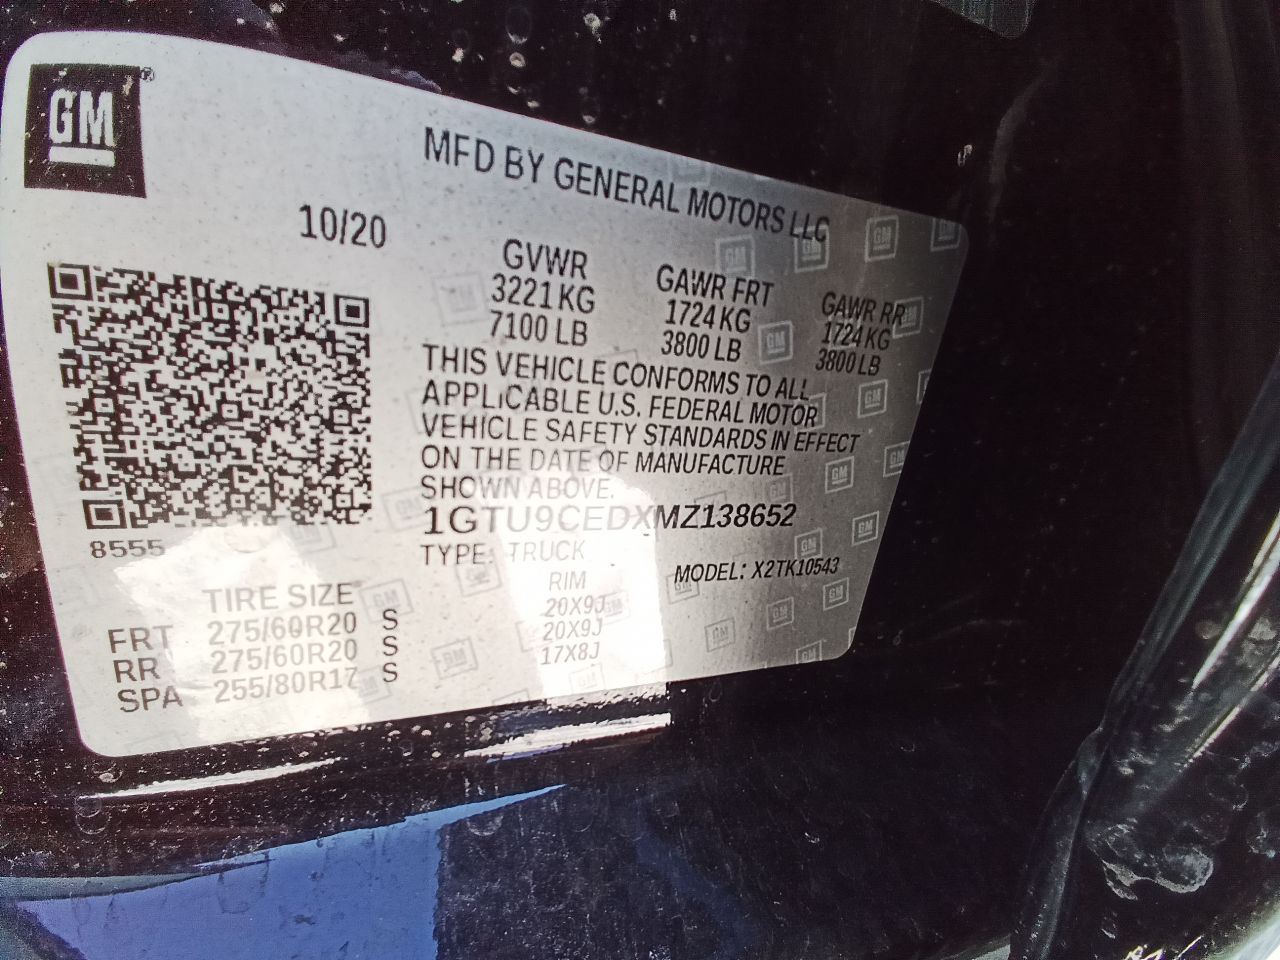 GM
MFD BY GENERAL MOTORS LLC
10/20
GVWR GAWR FRT GAWR RR
3221 KG 1724 KG 1724 KG
7100 LB 3800 LB 3800 LB
THIS VEHICLE CONFORMS TO ALL
APPLICABLE U.S. FEDERAL MOTOR
VEHICLE SAFETY STANDARDS IN EFFECT
ON THE DATE OF MANUFACTURE
SHOWN ABOVE.
1GTU9CEDXMZ138652
8555
TYPE: TRUCK MODEL: X2TK10543
TIRE SIZE RIM
FRT 275/60R20 S 20X9J
RR 275/60R20 S 20X9J
SPA 255/80R17 S 17X8J